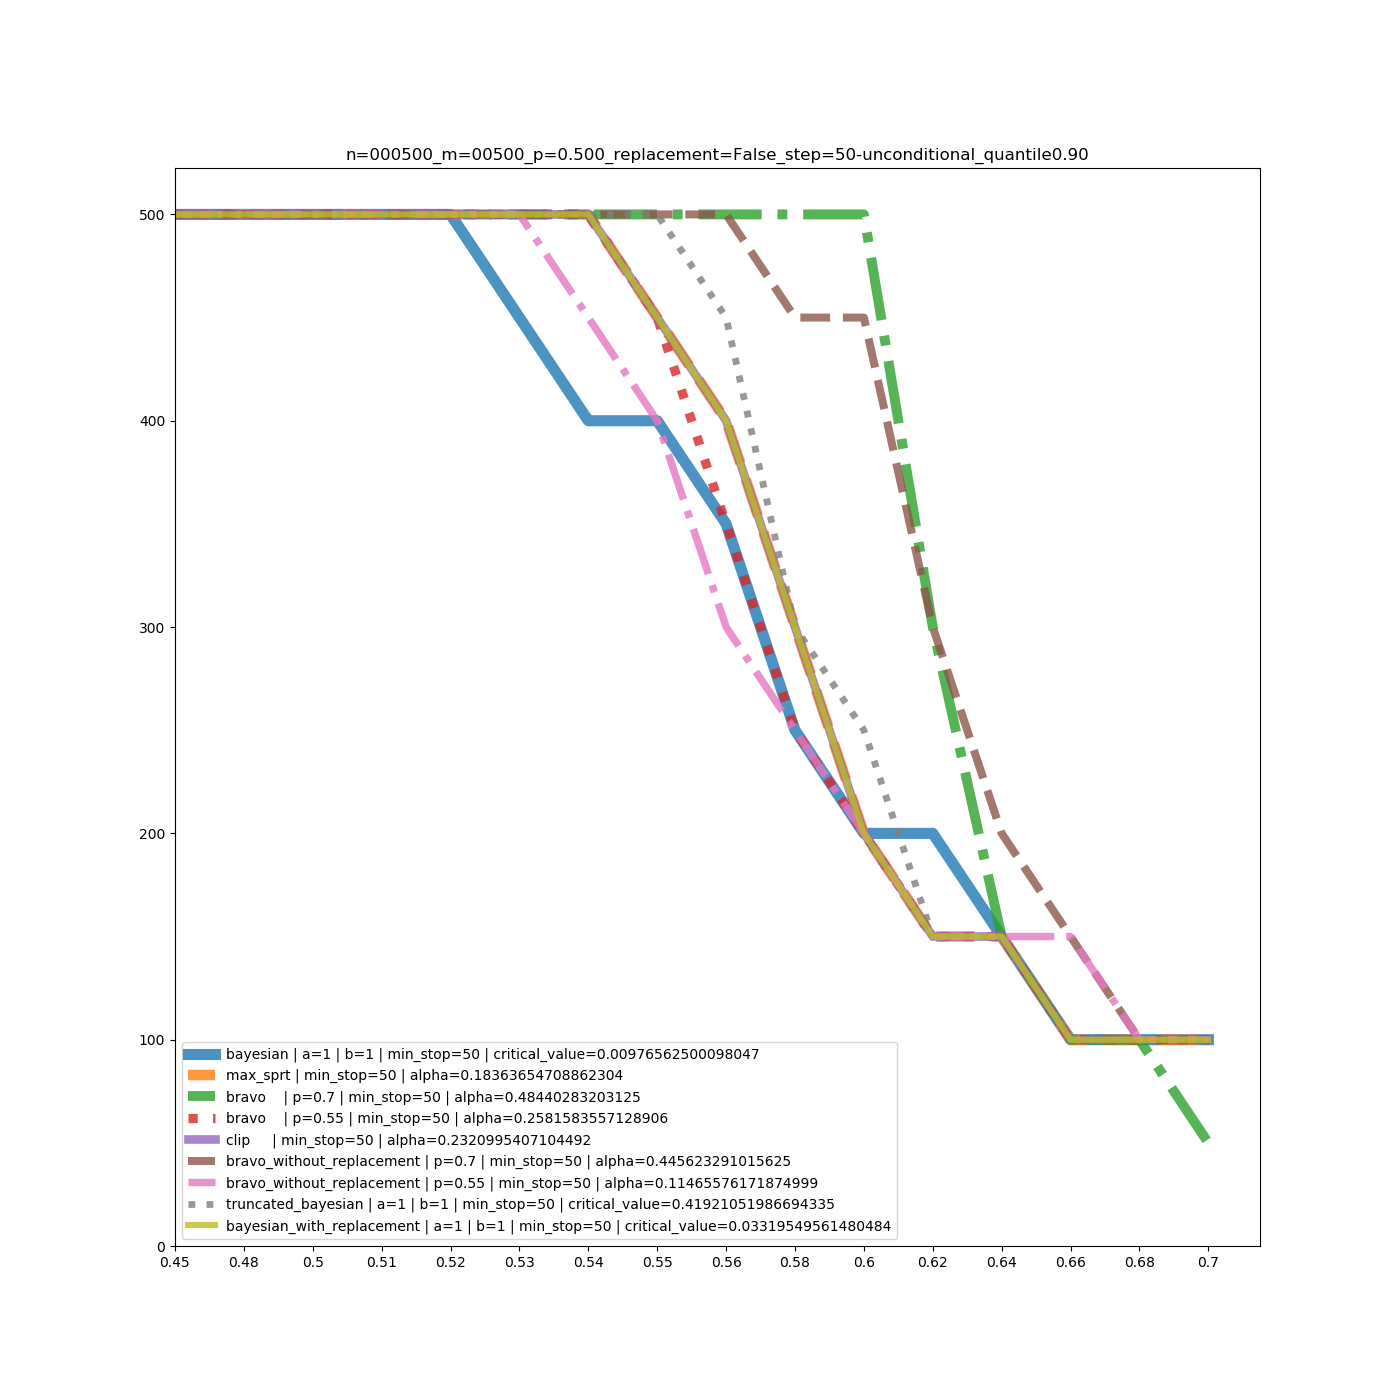 n=000500_m=00500_p=0.500_replacement=False_step=50-unconditional_quantile0.90
500
400
300
200
100
0
bayesian | a=1 | b=1 | min_stop=50 | critical_value=0.00976562500098047
max_sprt | min_stop=50 | alpha=0.18363654708862304
bravo | p=0.7 | min_stop=50 | alpha=0.48440283203125
bravo | p=0.55 | min_stop=50 | alpha=0.2581583557128906
clip | min_stop=50 | alpha=0.2320995407104492
bravo_without_replacement | p=0.7 | min_stop=50 | alpha=0.445623291015625
bravo_without_replacement | p=0.55 | min_stop=50 | alpha=0.11465576171874999
truncated_bayesian | a=1 | b=1 | min_stop=50 | critical_value=0.41921051986694335
bayesian_with_replacement | a=1 | b=1 | min_stop=50 | critical_value=0.03319549561480484
0.45 0.48 0.5 0.51 0.52 0.53 0.54 0.55 0.56 0.58 0.6 0.62 0.64 0.66 0.68 0.7